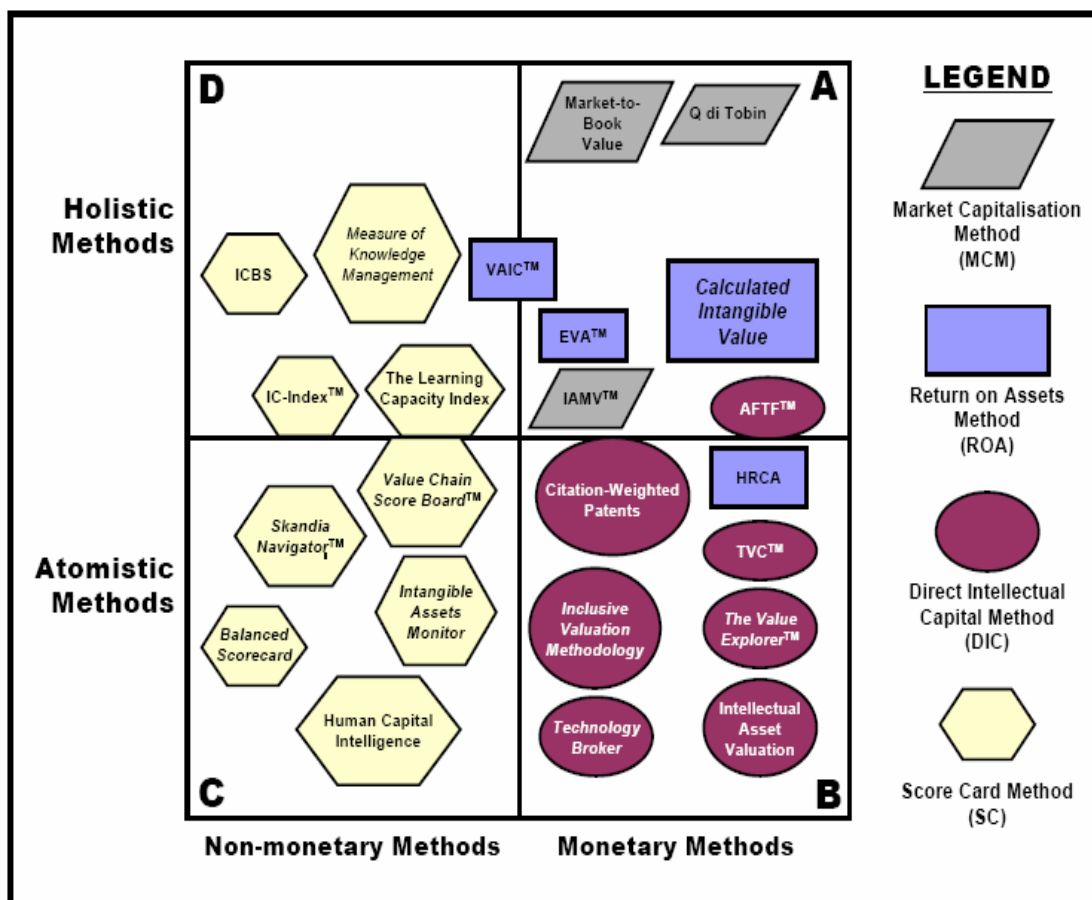 D
A
LEGEND
Market-to-
Book
Value
Q di Tobin
Market Capitalisation
Method
(MCM)
Holistic
Methods
ICBS
Measure of
Knowledge
Management
VAIC™
Calculated
Intangible
Value
EVA™
IC-Index™
The Learning
Capacity Index
IAMV™
AFTF™
Return on Assets
Method
(ROA)
Atomistic
Methods
Value Chain
Score Board™
Skandia
Navigator™
Intangible
Assets
Monitor
Balanced
Scorecard
Human Capital
Intelligence
Citation-Weighted
Patents
HRCA
TVC™
Inclusive
Valuation
Methodology
The Value
Explorer™
Technology
Broker
Intellectual
Asset
Valuation
Direct Intellectual
Capital Method
(DIC)
C
B
Score Card Method
(SC)
Non-monetary Methods
Monetary Methods